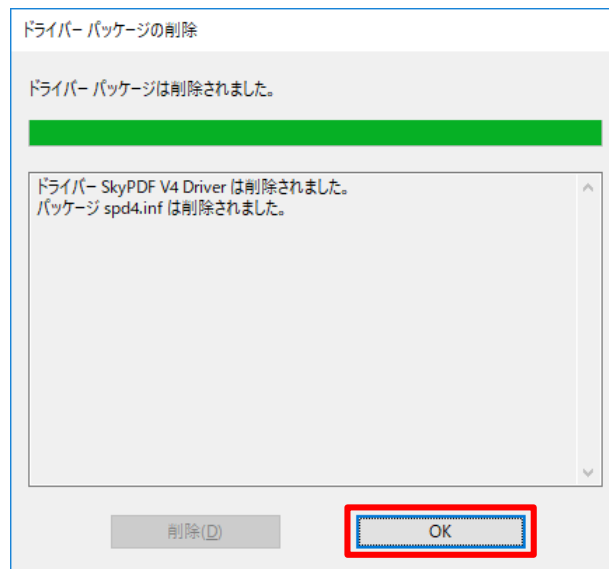 ドライバー パッケージの削除
ドライバー パッケージは削除されました。
ドライバー SkyPDF V4 Driver は削除されました。
パッケージ spd4.inf は削除されました。
削除(D)
OK